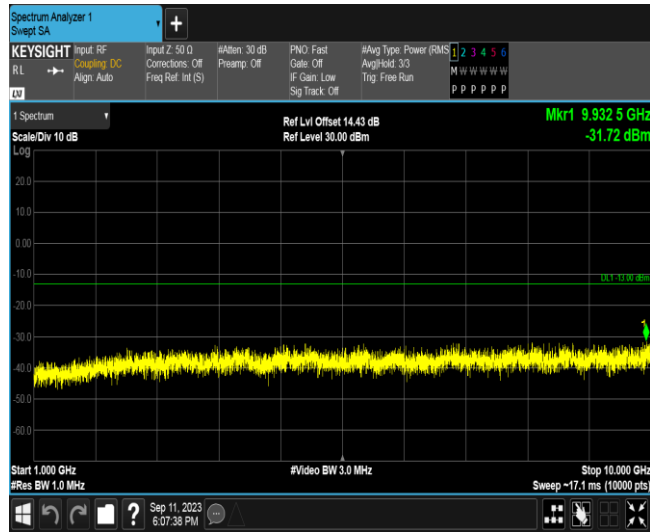 Spectrum Analyzer 1
Swept SA
KEYSIGHT
RL
LXI
Input: RF
Coupling: DC
Align: Auto
Input Z: 50 Ω
Corrections: Off
Freq Ref: Int (S)
#Atten: 30 dB
Preamp: Off
PNO: Fast
Gate: Off
IF Gain: Low
Sig Track: Off
#Avg Type: Power (RMS
Avg|Hold: 3/3
Trig: Free Run
1 2 3 4 5 6
M W W W W W
P P P P P P
1 Spectrum
Scale/Div 10 dB
Log
Ref Lvl Offset 14.43 dB
Ref Level 30.00 dBm
Mkr1 9.932 5 GHz
-31.72 dBm
20.0
10.0
0.00
-10.0
DL1 -13.00 dBm
-20.0
-30.0
1
-40.0
-50.0
-60.0
Start 1.000 GHz
#Res BW 1.0 MHz
#Video BW 3.0 MHz
Stop 10.000 GHz
Sweep ~17.1 ms (10000 pts)
?
Sep 11, 2023
6:07:38 PM